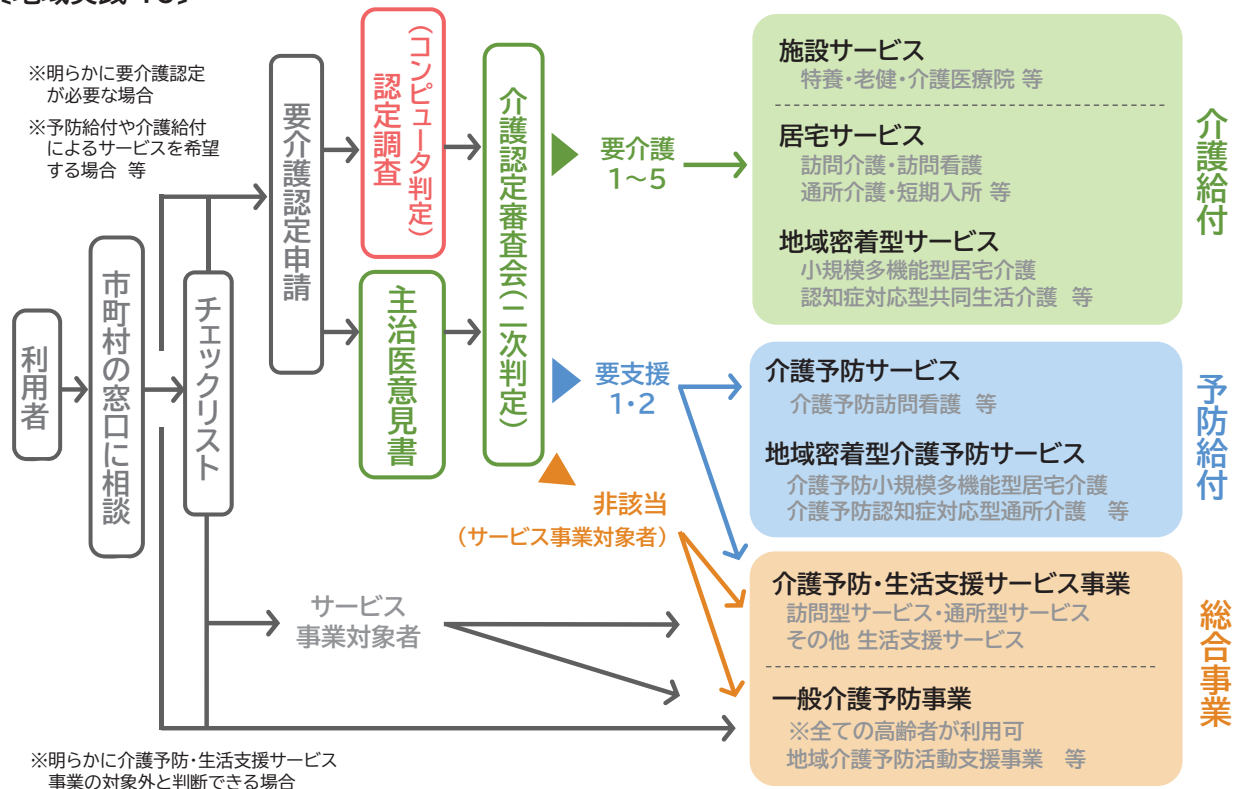 ※明らかに要介護認定
が必要な場合
※予防給付や介護給付
によるサービスを希望
する場合 等
利用者
市町村の窓口に相談
チェックリスト
要介護認定申請
認定調査
(コンピュータ判定)
主治医意見書
介護認定審査会(二次判定)
要介護
1~5
要支援
1・2
非該当
(サービス事業対象者)
サービス
事業対象者
施設サービス
特養・老健・介護医療院 等
居宅サービス
訪問介護・訪問看護
通所介護・短期入所 等
地域密着型サービス
小規模多機能型居宅介護
認知症対応型共同生活介護 等
介護給付
介護予防サービス
介護予防訪問看護 等
地域密着型介護予防サービス
介護予防小規模多機能型居宅介護
介護予防認知症対応型通所介護 等
予防給付
介護予防・生活支援サービス事業
訪問型サービス・通所型サービス
その他 生活支援サービス
一般介護予防事業
※全ての高齢者が利用可
地域介護予防活動支援事業 等
総合事業
※明らかに介護予防・生活支援サービス
事業の対象外と判断できる場合